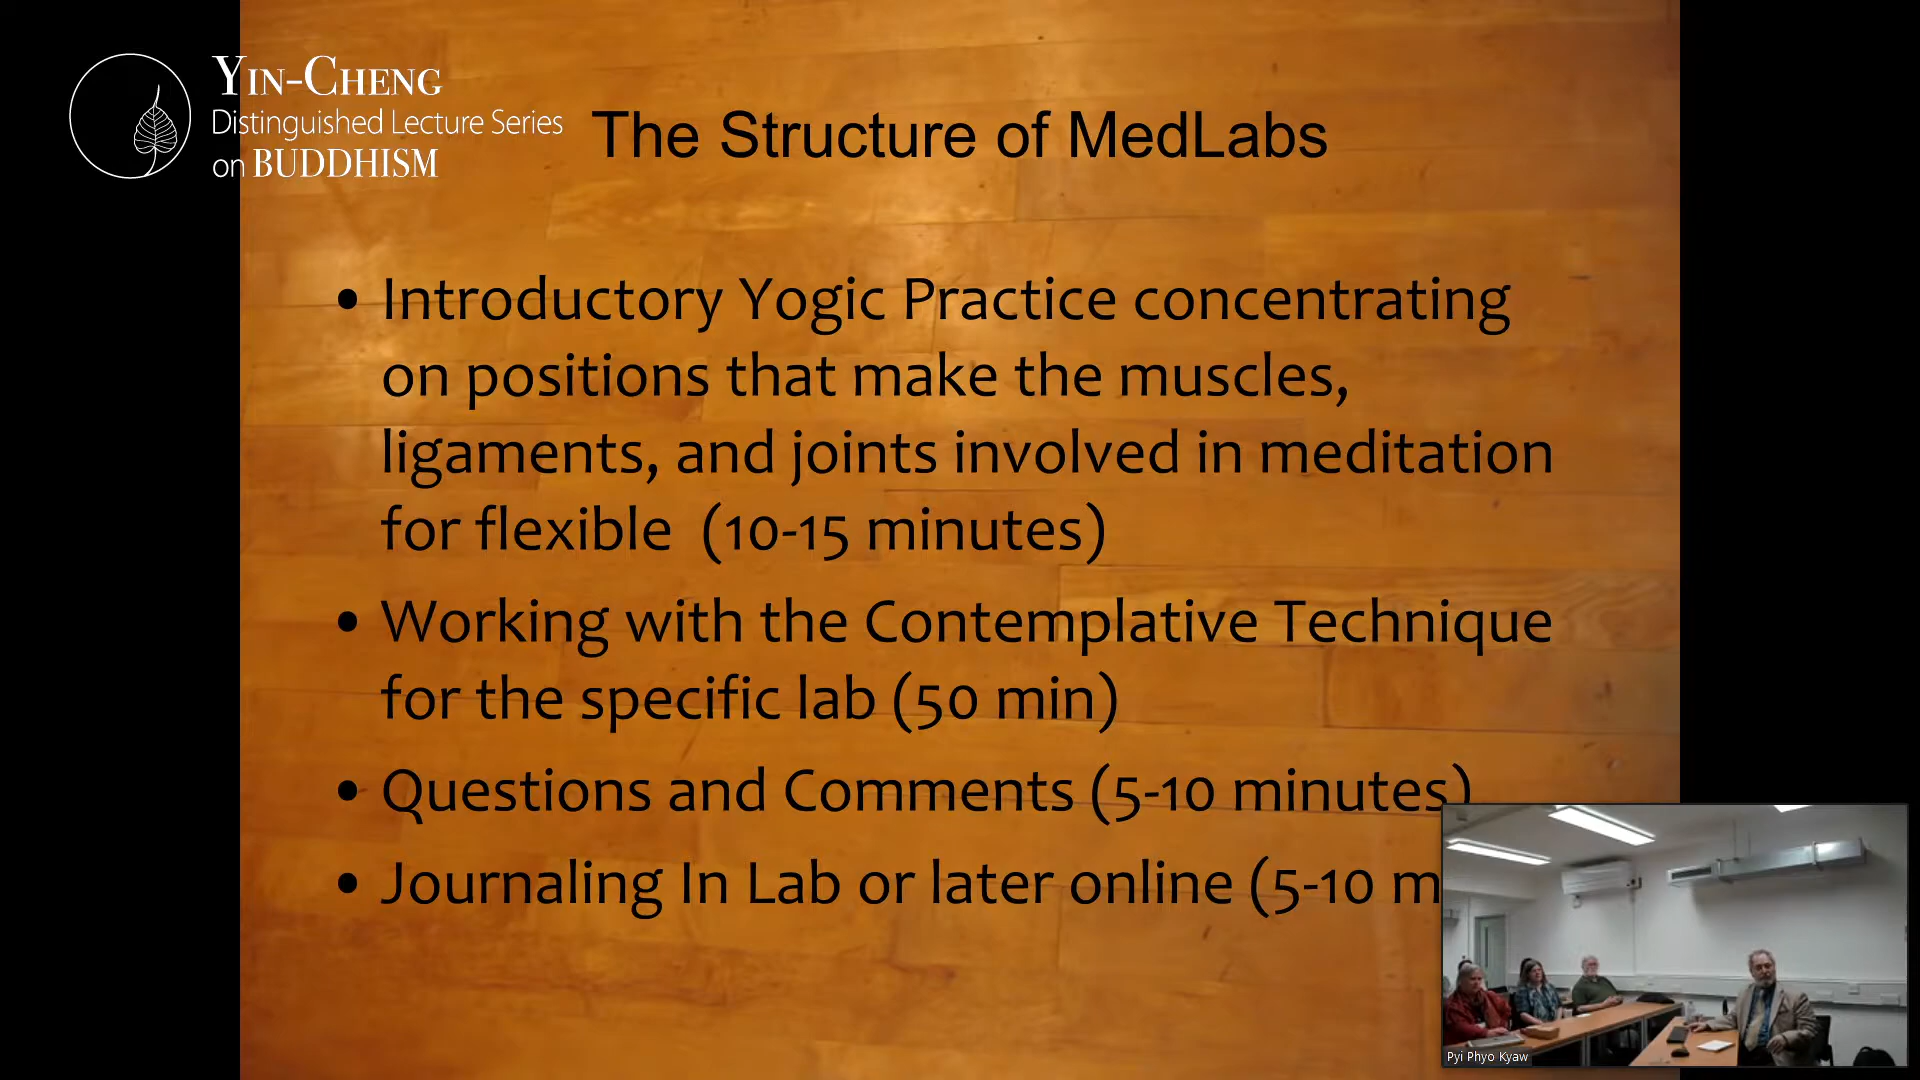 YIN-CHENG
Distinguished Lecture Series
on BUDDHISM
The Structure of MedLabs
• Introductory Yogic Practice concentrating
on positions that make the muscles,
ligaments, and joints involved in meditation
for flexible (10-15 minutes)
• Working with the Contemplative Technique
for the specific lab (50 min)
• Questions and Comments (5-10 minutes)
• Journaling In Lab or later online (5-10 m
Pyi Phyo Kyaw